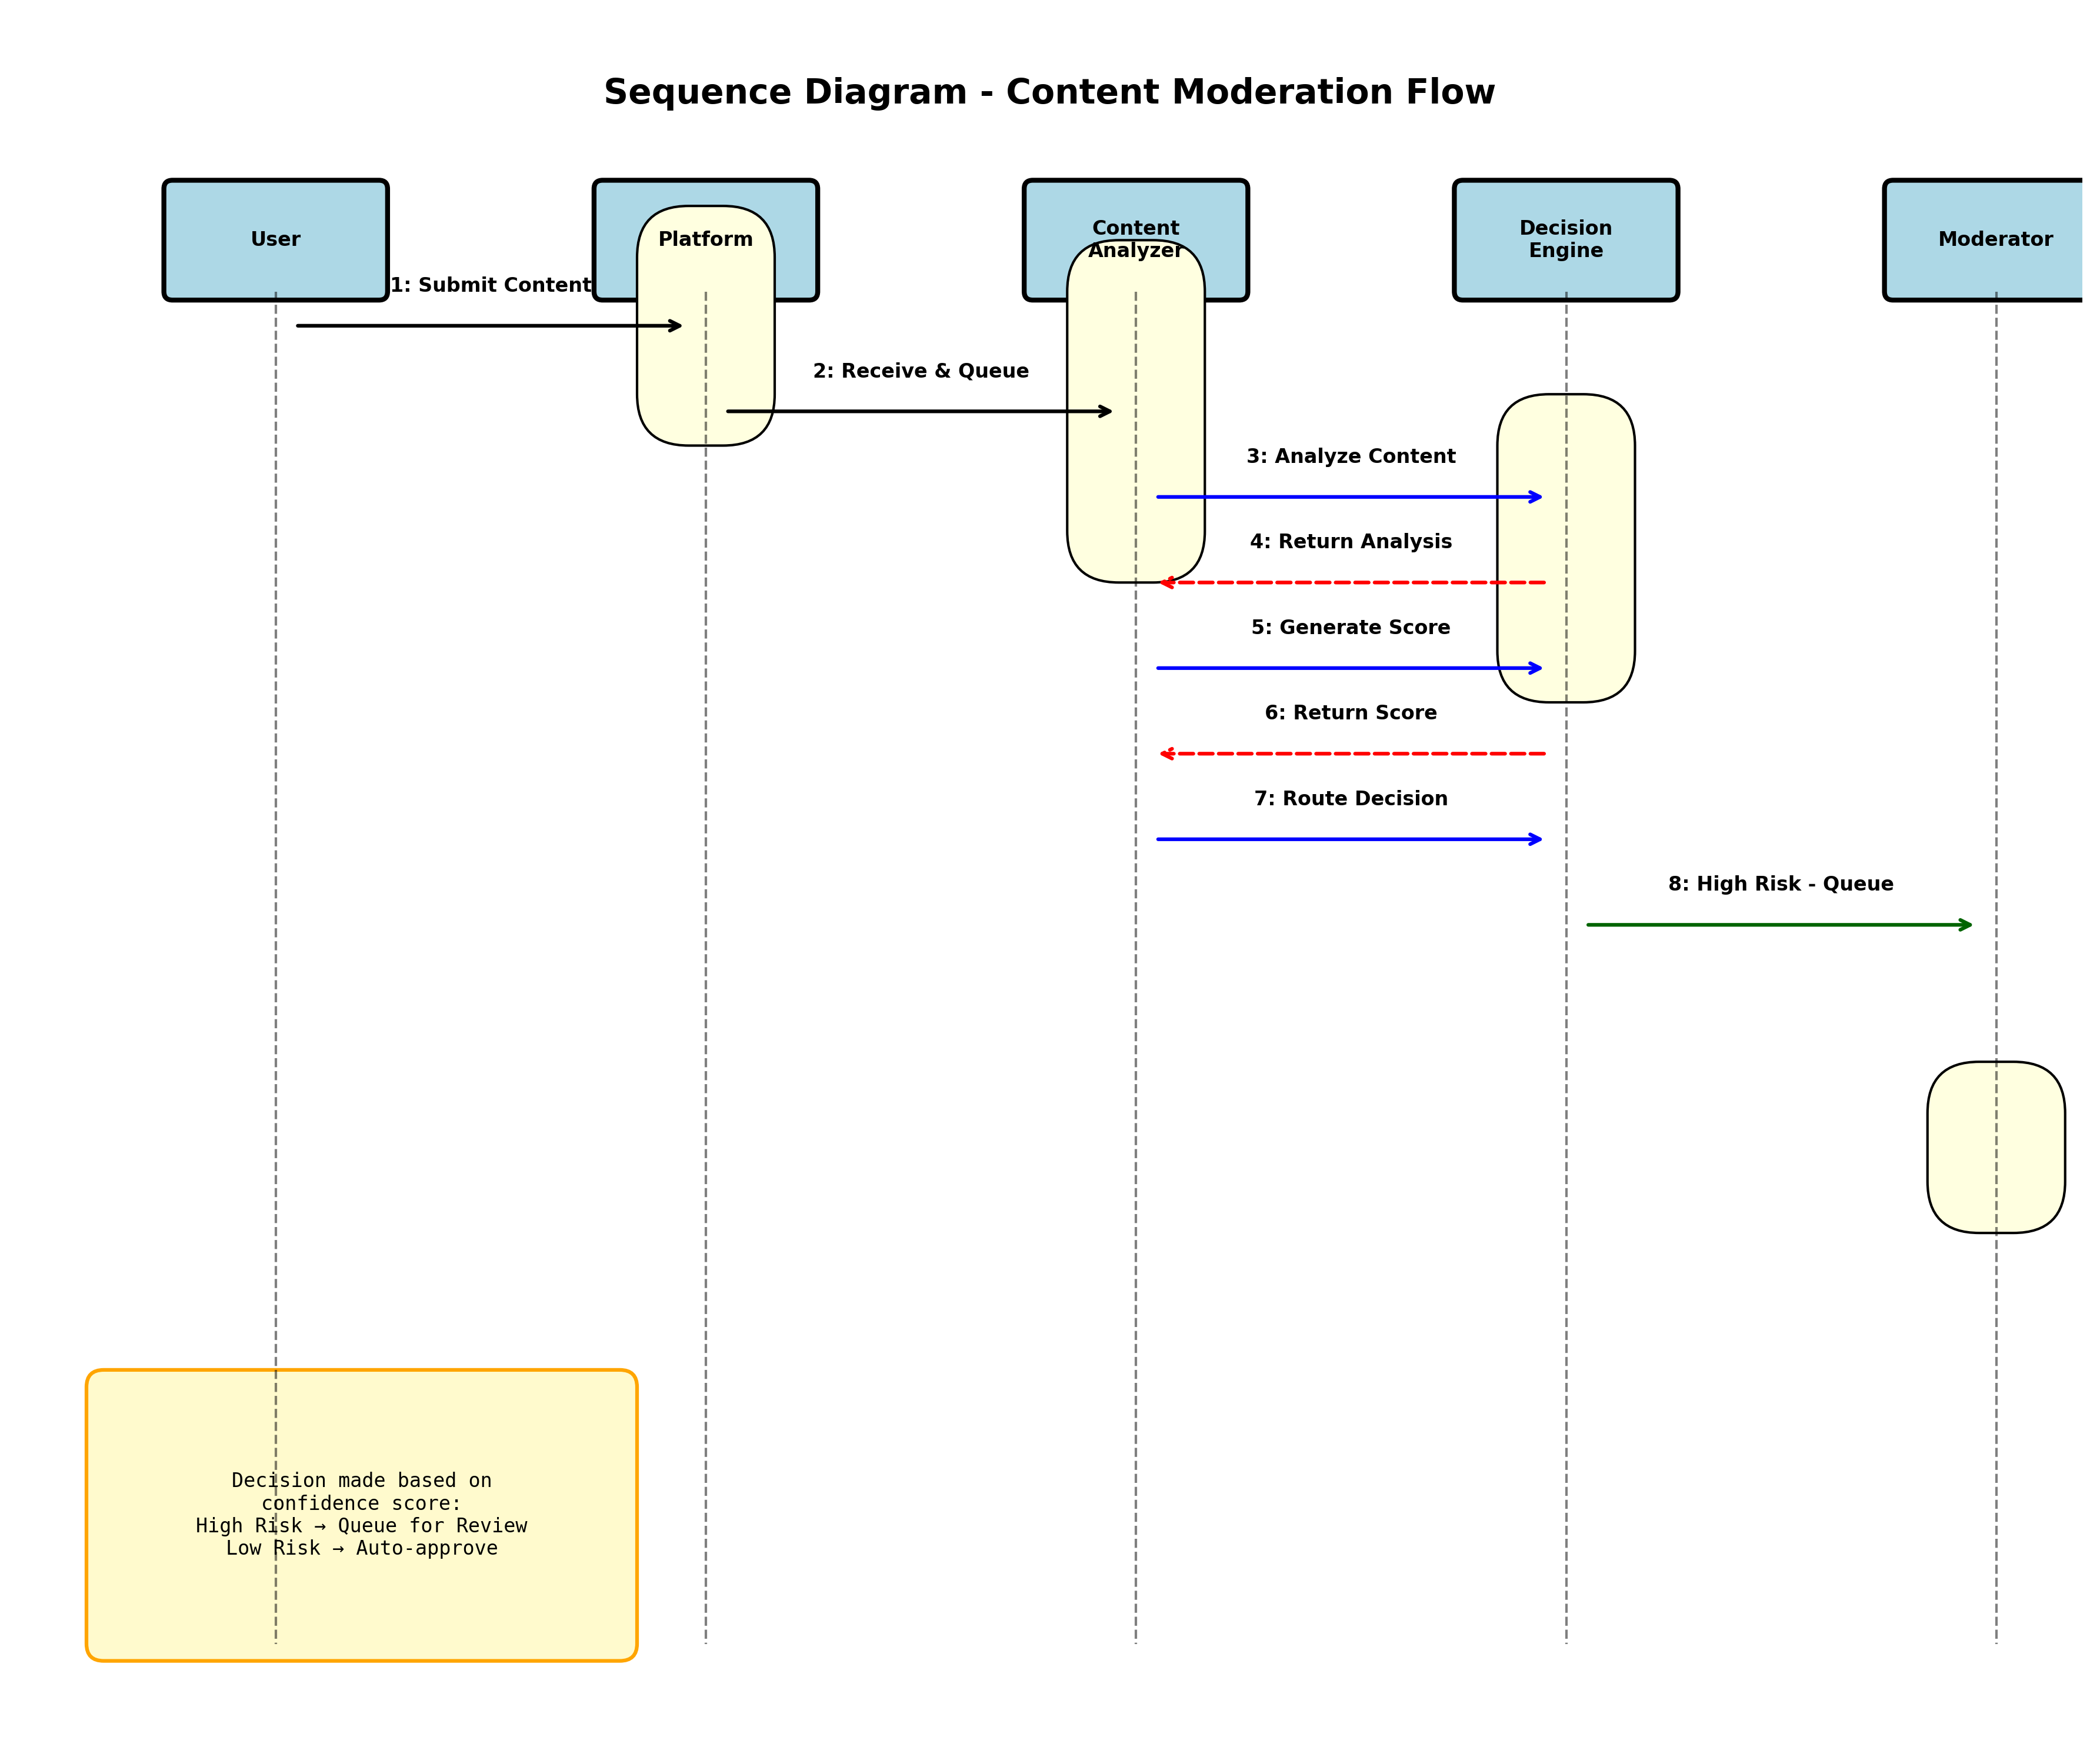 Sequence Diagram - Content Moderation Flow
User
Platform
Content
Analyzer
Decision
Engine
Moderator
1: Submit Content
2: Receive & Queue
3: Analyze Content
4: Return Analysis
5: Generate Score
6: Return Score
7: Route Decision
8: High Risk - Queue
Decision made based on
confidence score:
High Risk → Queue for Review
Low Risk → Auto-approve